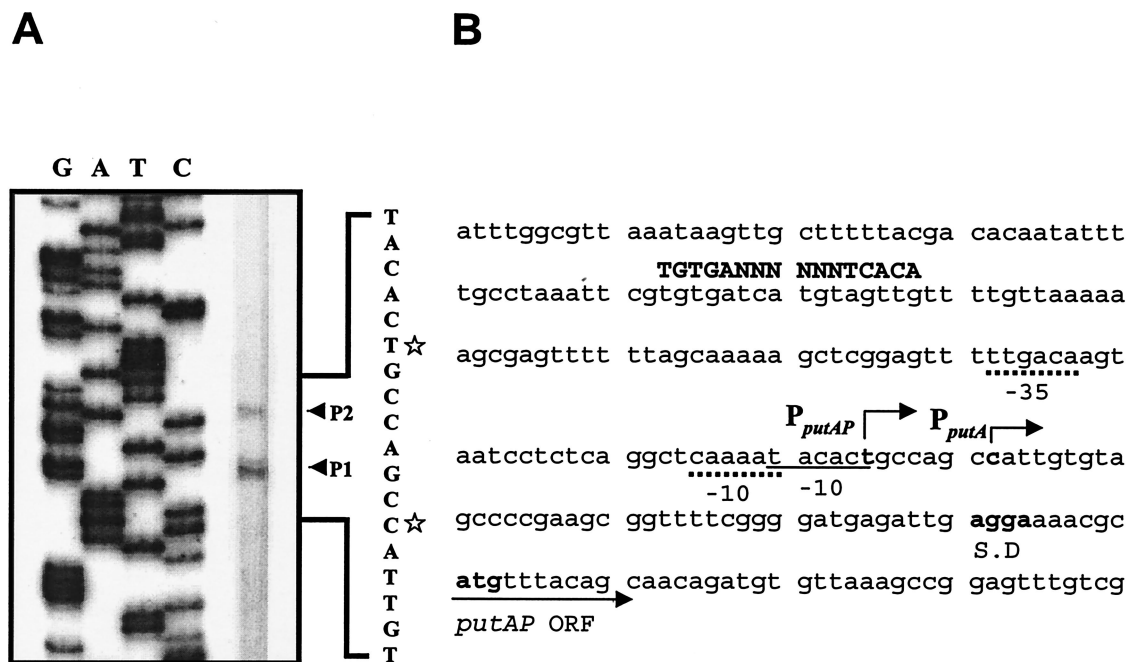 A
B
G A T C
P2
P1
T
A
C
A
C
T ☆
G
C
C
A
G
C
C ☆
A
T
T
G
T
atttggcgtt aaataagttg ctttttacga cacaatattt
TGTGANNN NNNTCACA
tgcctaaatt cgtgtgatca tgtagttgtt ttgttaaaaa
agcgagtttt ttagcaaaaa gctcggagtt tttgacaagt
-35
PputAP PputA
aatcctctca ggctcaaaat acacttgccag ccattgtgta
-10 -10
gccccgaagc ggttttcggg gatgagattg aggaaaacgc
S.D
atgtttacag caacagatgt gttaaagccg gagtttgtcg
putAP ORF